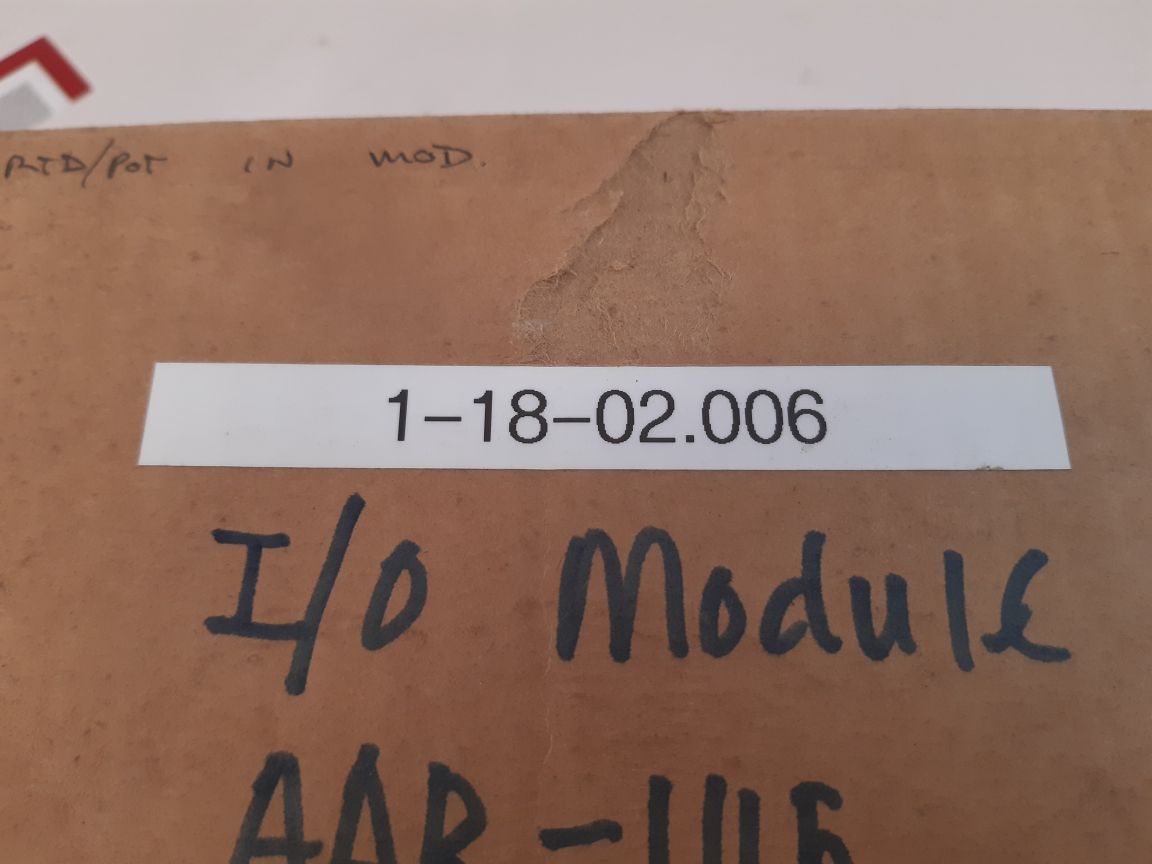 RTD/POT IN MOD.
1-18-02.006
I/O Module